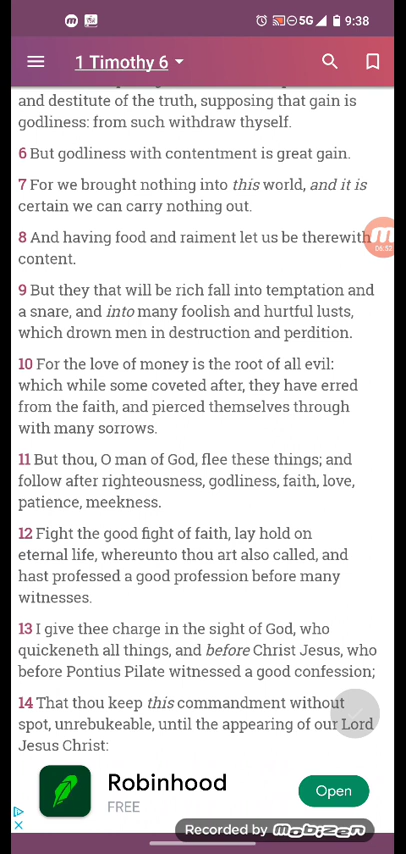 5G 9:38
1 Timothy 6
and destitute of the truth, supposing that gain is
godliness: from such withdraw thyself.
6 But godliness with contentment is great gain.
7 For we brought nothing into this world, and it is
certain we can carry nothing out.
8 And having food and raiment let us be therewith
content.
9 But they that will be rich fall into temptation and
a snare, and into many foolish and hurtful lusts,
which drown men in destruction and perdition.
10 For the love of money is the root of all evil:
which while some coveted after, they have erred
from the faith, and pierced themselves through
with many sorrows.
11 But thou, O man of God, flee these things; and
follow after righteousness, godliness, faith, love,
patience, meekness.
12 Fight the good fight of faith, lay hold on
eternal life, whereunto thou art also called, and
hast professed a good profession before many
witnesses.
13 I give thee charge in the sight of God, who
quickeneth all things, and before Christ Jesus, who
before Pontius Pilate witnessed a good confession;
14 That thou keep this commandment without
spot, unrebukeable, until the appearing of our Lord
Jesus Christ:
Robinhood
FREE
Open
Recorded by mobizen